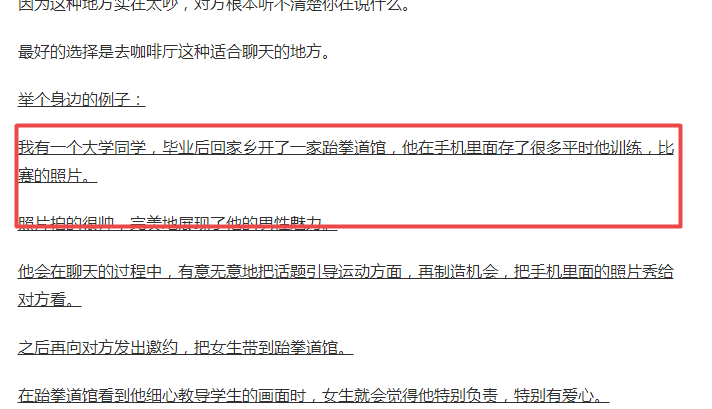 因为这种地方实在太吵，对方根本听不清楚你在说什么。
最好的选择是去咖啡厅这种适合聊天的地方。
举个身边的例子：
我有一个大学同学，毕业后回家乡开了一家跆拳道馆，他在手机里面存了很多平时他训练，比
赛的照片。
照片拍的很帅，完美地展现了他的男性魅力。
他会在聊天的过程中，有意无意地把话题引导运动方面，再制造机会，把手机里面的照片秀给
对方看。
之后再向对方发出邀约，把女生带到跆拳道馆。
在跆拳道馆看到他细心教导学生的画面时，女生就会觉得他特别负责，特别有爱心。